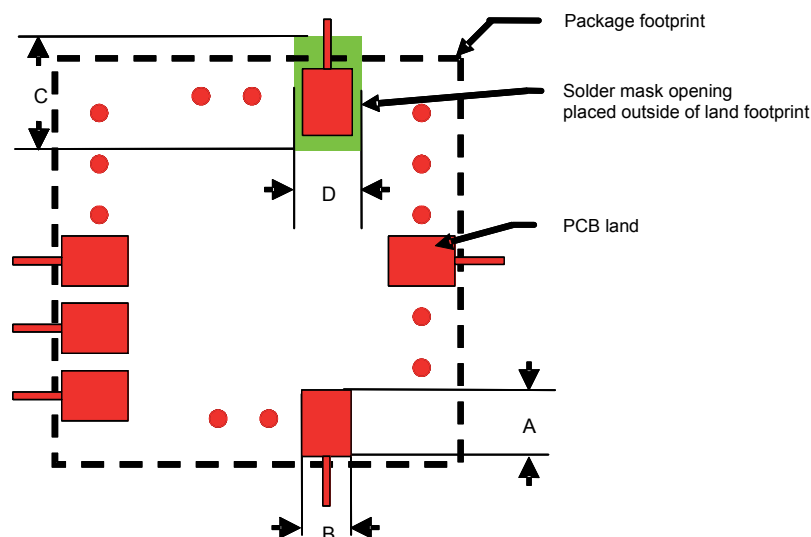 Package footprint
C
Solder mask opening
placed outside of land footprint
D
PCB land
A
B